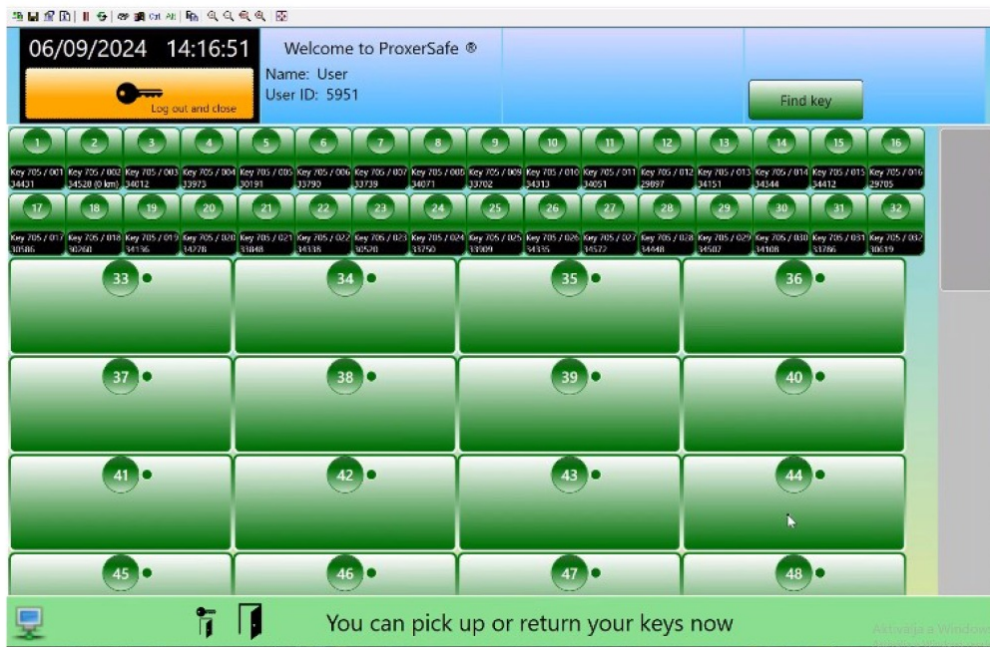 Ctrl Alt
06/09/2024 14:16:51
Log out and close
Welcome to ProxerSafe ®
Name: User
User ID: 5951
Find key
1 2 3 4 5 6 7 8 9 10 11 12 13 14 15 16
Key 705 / 001 Key 705 / 002 Key 705 / 003 Key 705 / 004 Key 705 / 005 Key 705 / 006 Key 705 / 007 Key 705 / 008 Key 705 / 009 Key 705 / 010 Key 705 / 011 Key 705 / 012 Key 705 / 013 Key 705 / 014 Key 705 / 015 Key 705 / 016
34431 34528 (0 km) 34012 33973 30191 33790 33739 34071 33702 34313 34051 29897 34151 34344 34412 29705
17 18 19 20 21 22 23 24 25 26 27 28 29 30 31 32
Key 705 / 017 Key 705 / 018 Key 705 / 019 Key 705 / 020 Key 705 / 021 Key 705 / 022 Key 705 / 023 Key 705 / 024 Key 705 / 025 Key 705 / 026 Key 705 / 027 Key 705 / 028 Key 705 / 029 Key 705 / 030 Key 705 / 031 Key 705 / 032
30586 30260 34136 34278 33848 34338 30520 33750 33909 34335 34572 34448 34507 34108 33786 30619
33 34 35 36
37 38 39 40
41 42 43 44
45 46 47 48
You can pick up or return your keys now
Aktiválja a Window